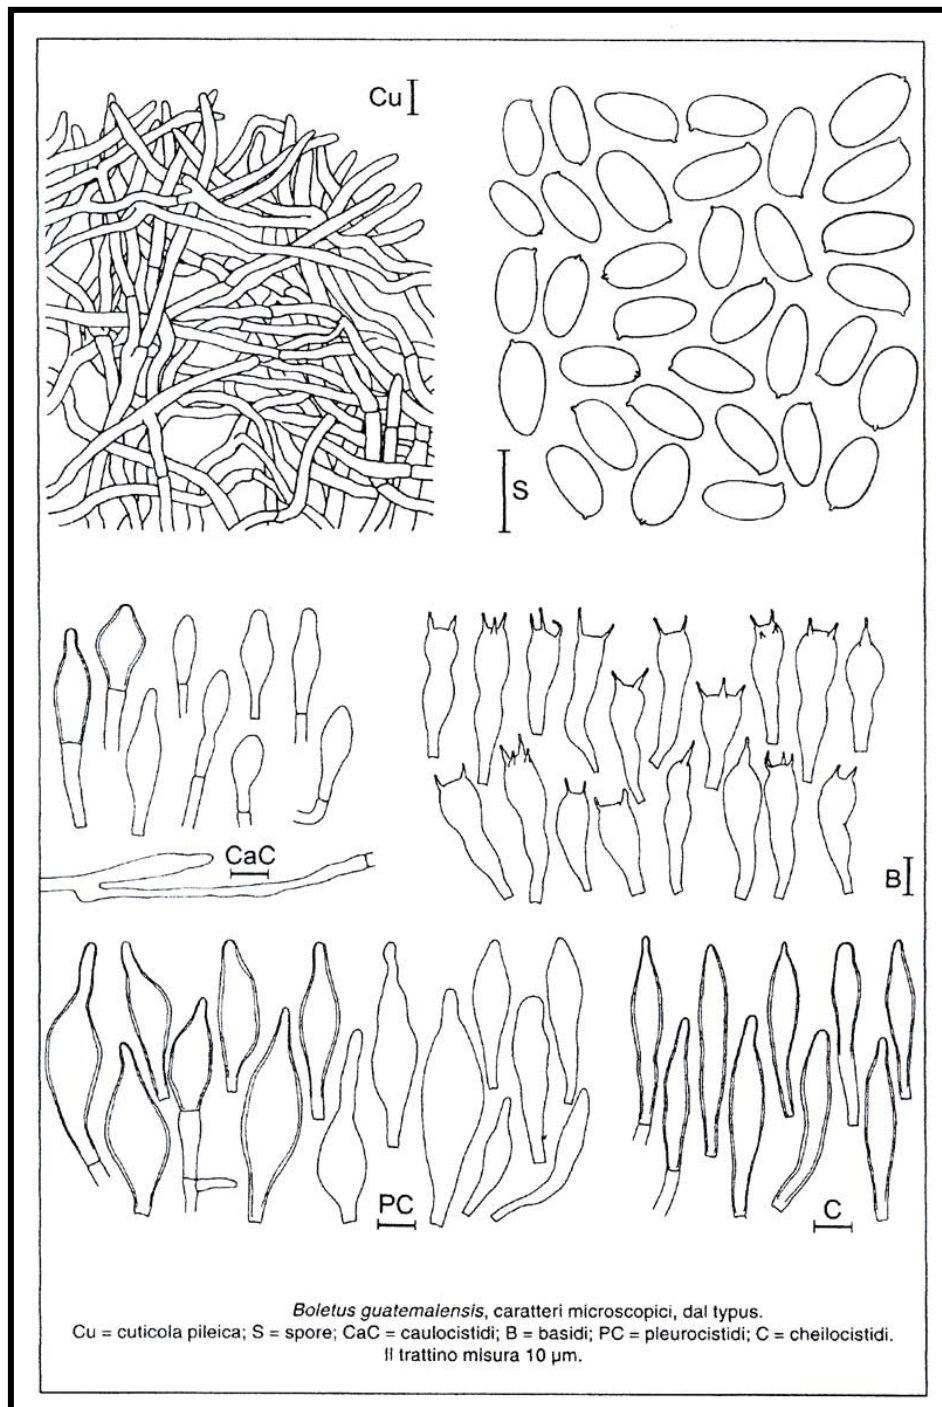 Cu
S
CaC
B
PC
C
Boletus guatemalensis, caratteri microscopici, dal typus.
Cu = cuticola pileica; S = spore; CaC = caulocistidi; B = basidi; PC = pleurocistidi; C = cheilocistidi.
Il trattino misura 10 µm.